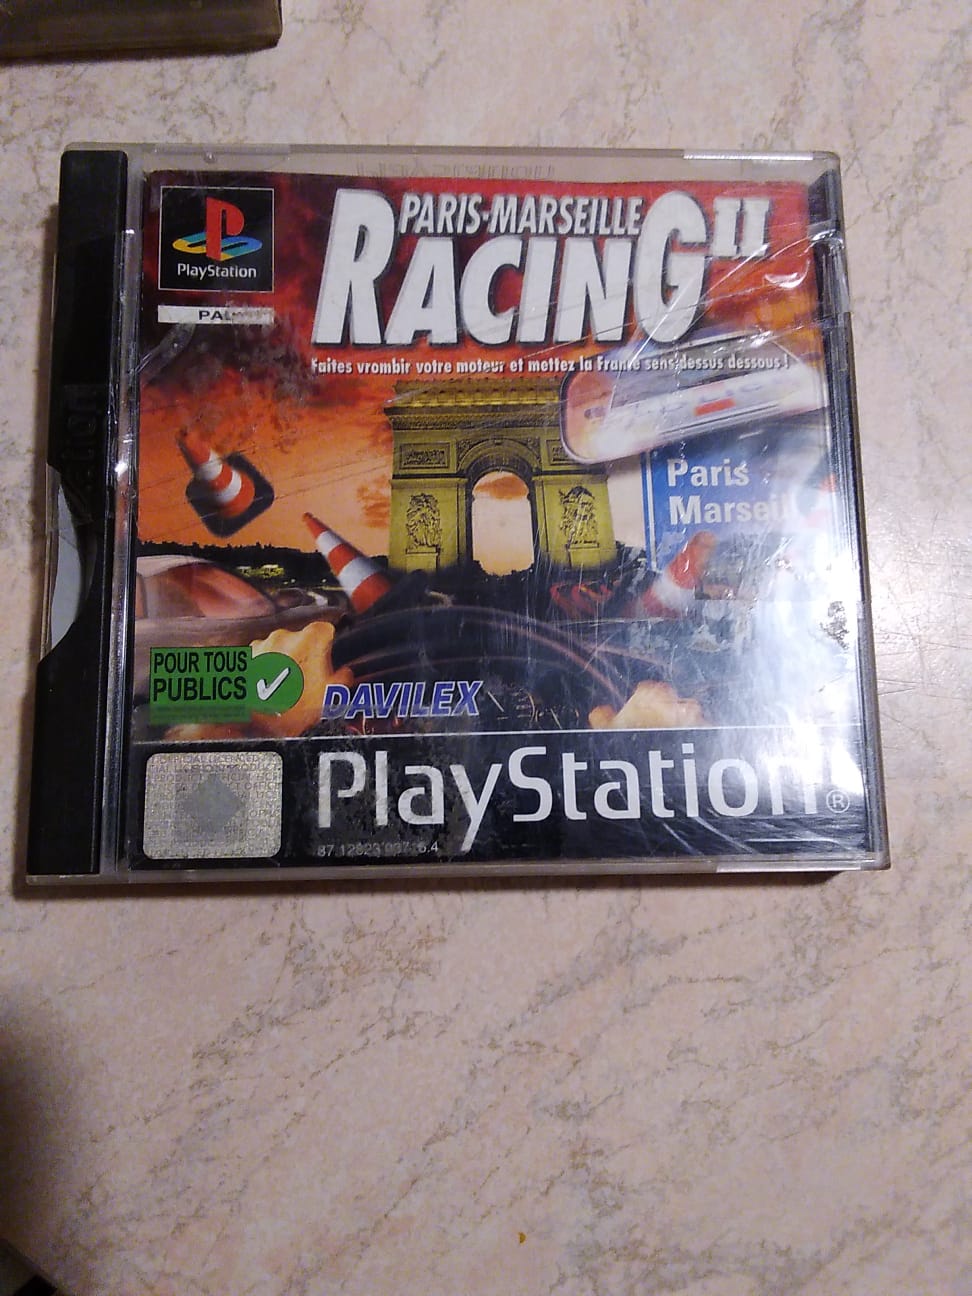 PlayStation
PAL
PARIS-MARSEILLE
RACING II
Faites vrombir votre moteur et mettez la France sens dessus dessous !
Paris
Marseil
POUR TOUS
PUBLICS
DAVILEX
PlayStation®